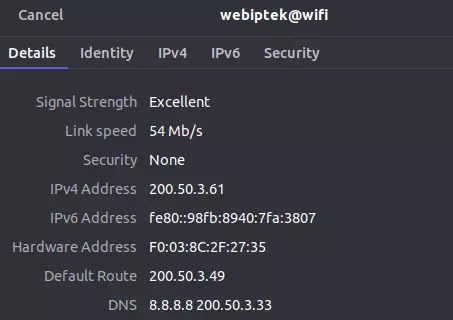 Cancel webiptek@wifi
Details Identity IPv4 IPv6 Security
Signal Strength Excellent
Link speed 54 Mb/s
Security None
IPv4 Address 200.50.3.61
IPv6 Address fe80::98fb:8940:7fa:3807
Hardware Address F0:03:8C:2F:27:35
Default Route 200.50.3.49
DNS 8.8.8.8 200.50.3.33